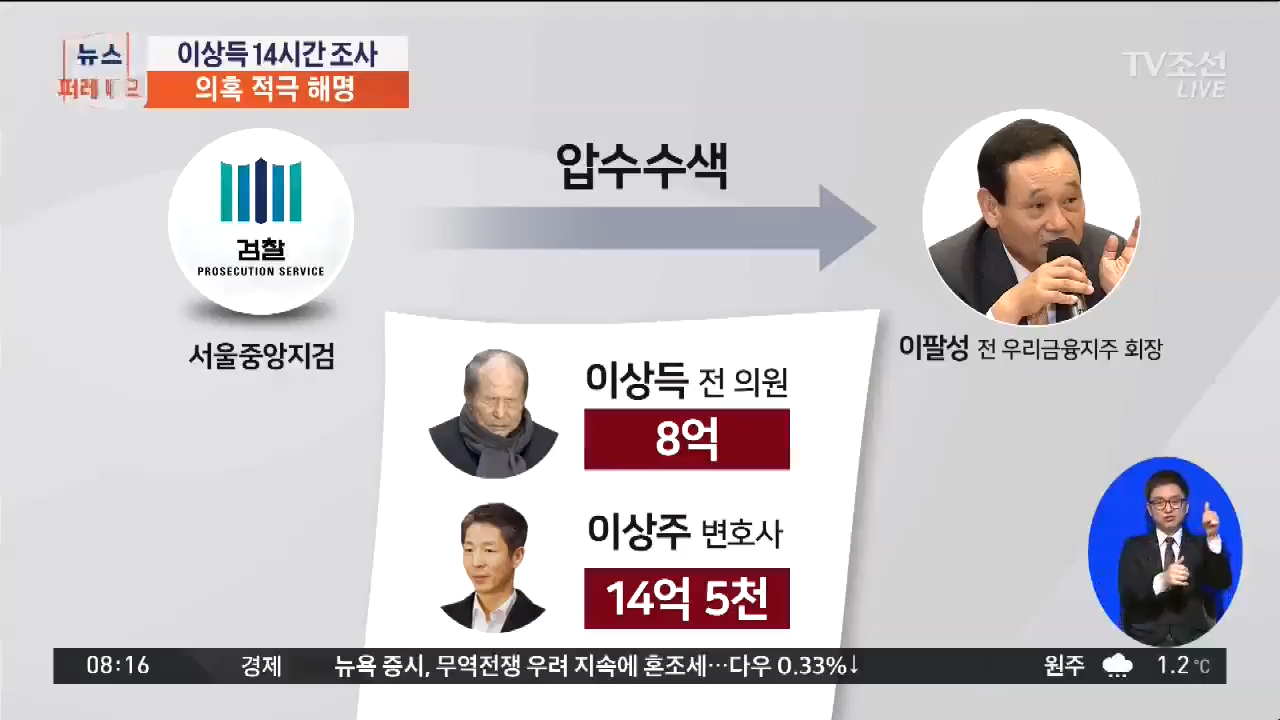 뉴스
퍼레이드
이상득 14시간 조사
의혹 적극 해명
TV조선
LIVE
압수수색
검찰
PROSECUTION SERVICE
서울중앙지검
이팔성 전 우리금융지주 회장
이상득 전 의원
8억
이상주 변호사
14억 5천
08:16 경제 뉴욕 증시, 무역전쟁 우려 지속에 혼조세…다우 0.33%↓ 원주 1.2℃